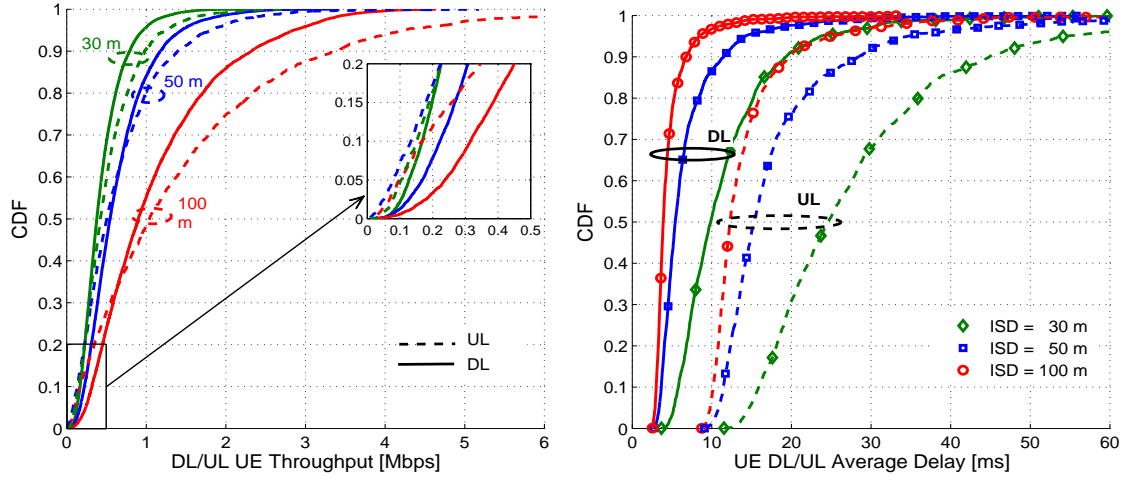 1
0.9
0.8
0.7
0.6
0.5
0.4
0.3
0.2
0.1
0
CDF
30 m
50 m
100
m
0.2
0.15
0.1
0.05
0
0 0.1 0.2 0.3 0.4 0.5
UL
DL
0 1 2 3 4 5 6
DL/UL UE Throughput [Mbps]
1
0.9
0.8
0.7
0.6
0.5
0.4
0.3
0.2
0.1
0
CDF
DL
UL
ISD = 30 m
ISD = 50 m
ISD = 100 m
0 10 20 30 40 50 60
UE DL/UL Average Delay [ms]